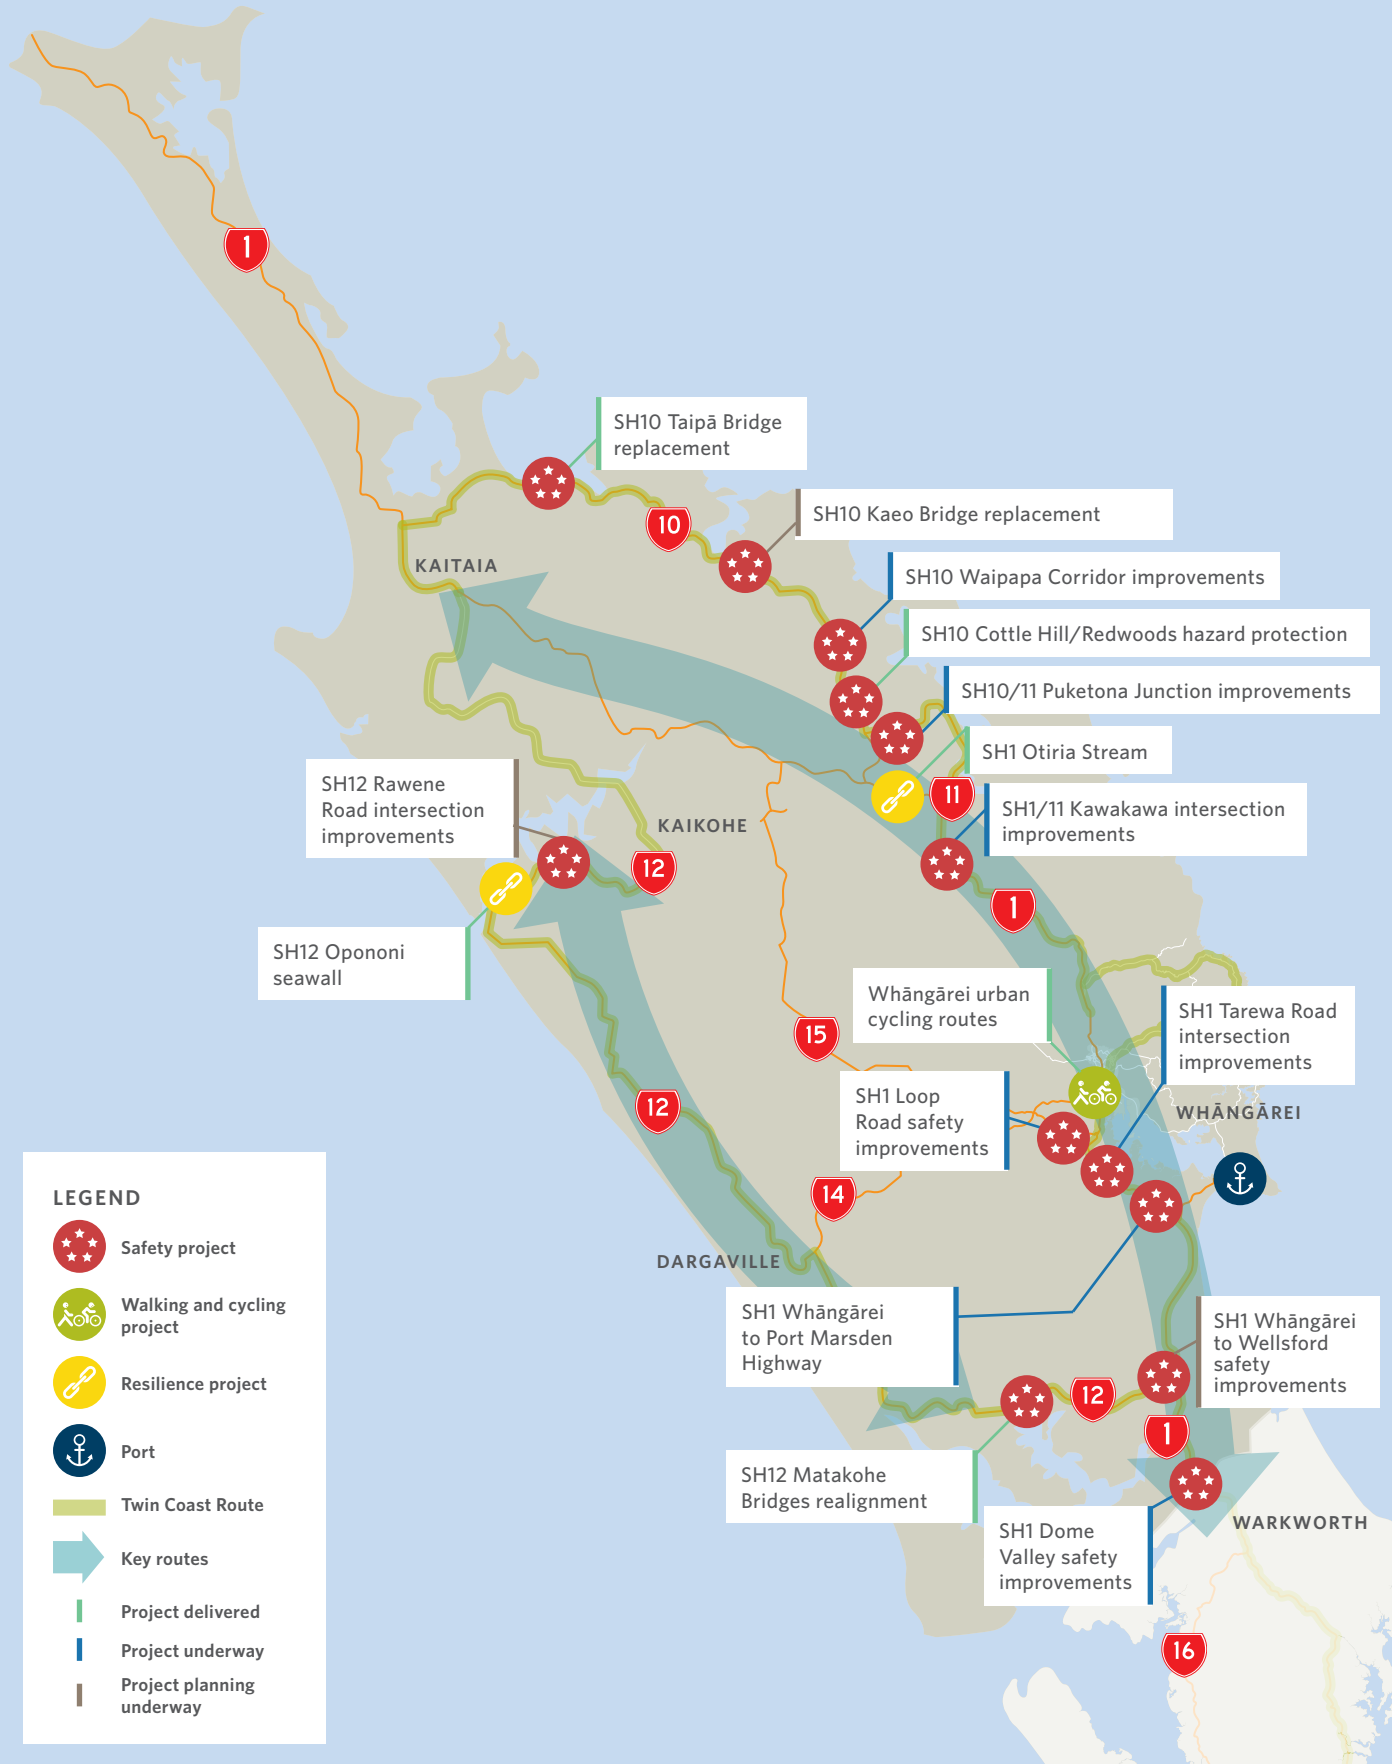 1
SH10 Taipā Bridge
replacement
10
SH10 Kaeo Bridge replacement
KAITAIA
SH10 Waipapa Corridor improvements
SH10 Cottle Hill/Redwoods hazard protection
SH10/11 Puketona Junction improvements
SH1 Otiria Stream
11
SH12 Rawene
Road intersection
improvements
KAIKOHE
SH1/11 Kawakawa intersection
improvements
12
1
SH12 Opononi
seawall
Whāngārei urban
cycling routes
SH1 Tarewa Road
intersection
improvements
15
SH1 Loop
Road safety
improvements
12
WHĀNGĀREI
14
DARGAVILLE
SH1 Whāngārei
to Port Marsden
Highway
SH1 Whāngārei
to Wellsford
safety
improvements
12
1
SH12 Matakohe
Bridges realignment
SH1 Dome
Valley safety
improvements
WARKWORTH
16
LEGEND
Safety project
Walking and cycling
project
Resilience project
Port
Twin Coast Route
Key routes
Project delivered
Project underway
Project planning
underway